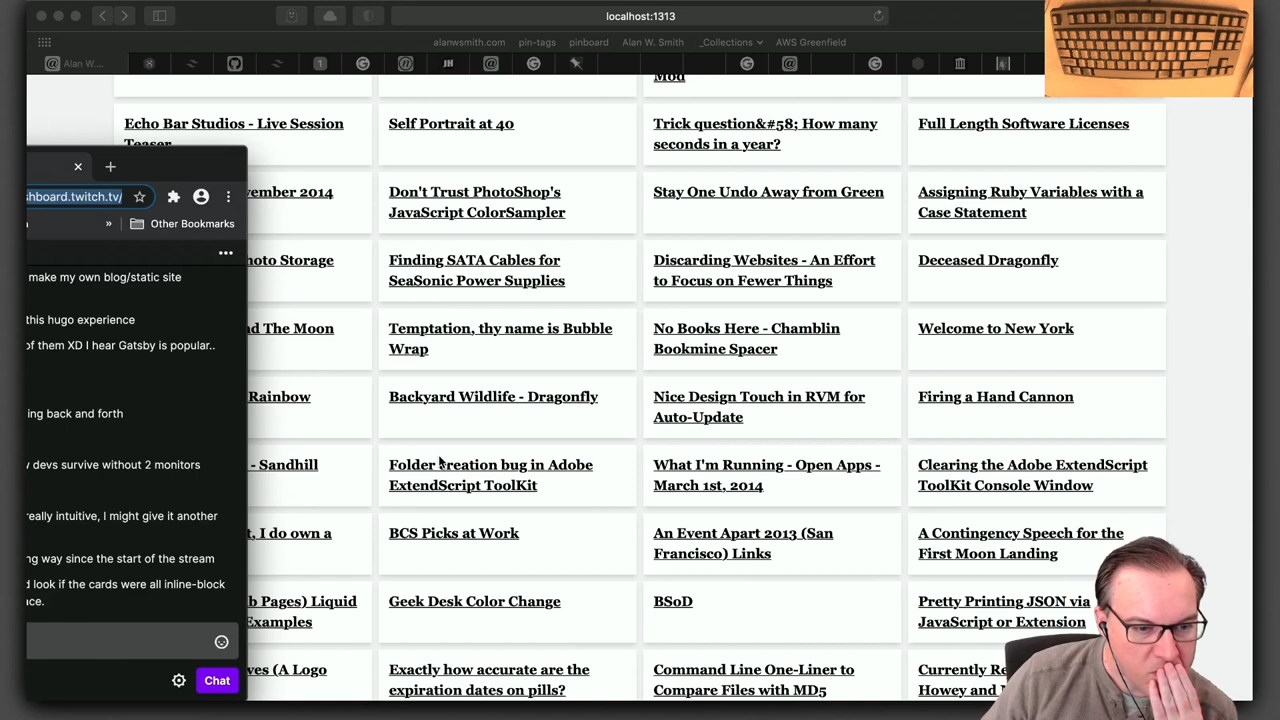 localhost:1313
alanwsmith.com pin-tags pinboard Alan W. Smith _Collections AWS Greenfield
Alan W....
Mod
Echo Bar Studios - Live Session
Teaser
Self Portrait at 40
Trick question&#58; How many
seconds in a year?
Full Length Software Licenses
vember 2014
Don't Trust PhotoShop's
JavaScript ColorSampler
Stay One Undo Away from Green
Assigning Ruby Variables with a
Case Statement
hoto Storage
Finding SATA Cables for
SeaSonic Power Supplies
Discarding Websites - An Effort
to Focus on Fewer Things
Deceased Dragonfly
nd The Moon
Temptation, thy name is Bubble
Wrap
No Books Here - Chamblin
Bookmine Spacer
Welcome to New York
Rainbow
Backyard Wildlife - Dragonfly
Nice Design Touch in RVM for
Auto-Update
Firing a Hand Cannon
- Sandhill
Folder creation bug in Adobe
ExtendScript ToolKit
What I'm Running - Open Apps -
March 1st, 2014
Clearing the Adobe ExtendScript
ToolKit Console Window
t, I do own a
BCS Picks at Work
An Event Apart 2013 (San
Francisco) Links
A Contingency Speech for the
First Moon Landing
b Pages) Liquid
Examples
Geek Desk Color Change
BSoD
Pretty Printing JSON via
JavaScript or Extension
ves (A Logo
Exactly how accurate are the
expiration dates on pills?
Command Line One-Liner to
Compare Files with MD5
Currently Re
Howey and
shboard.twitch.tv/
Other Bookmarks
make my own blog/static site
this hugo experience
of them XD I hear Gatsby is popular..
ing back and forth
y devs survive without 2 monitors
really intuitive, I might give it another
ng way since the start of the stream
d look if the cards were all inline-block
ace.
Chat